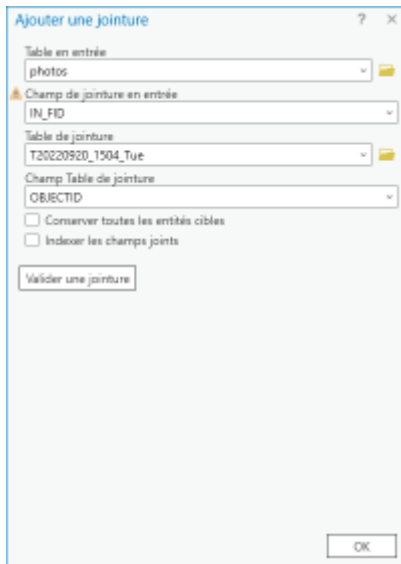 Ajouter une jointure ? ×
Table en entrée
photos
Champ de jointure en entrée
IN_FID
Table de jointure
T20220920_1504_Tue
Champ Table de jointure
OBJECTID
Conserver toutes les entités cibles
Indexer les champs joints
Valider une jointure
OK